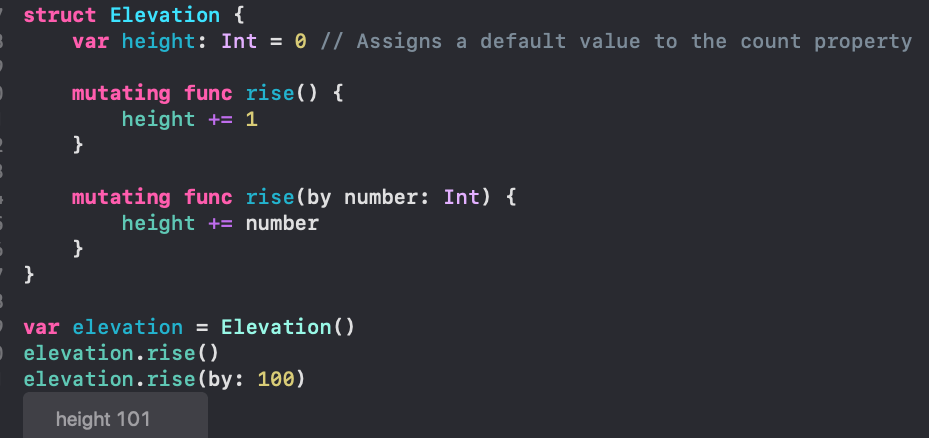 struct Elevation {
    var height: Int = 0 // Assigns a default value to the count property
    mutating func rise() {
        height += 1
    }
    mutating func rise(by number: Int) {
        height += number
    }
}
var elevation = Elevation()
elevation.rise()
elevation.rise(by: 100)
height 101